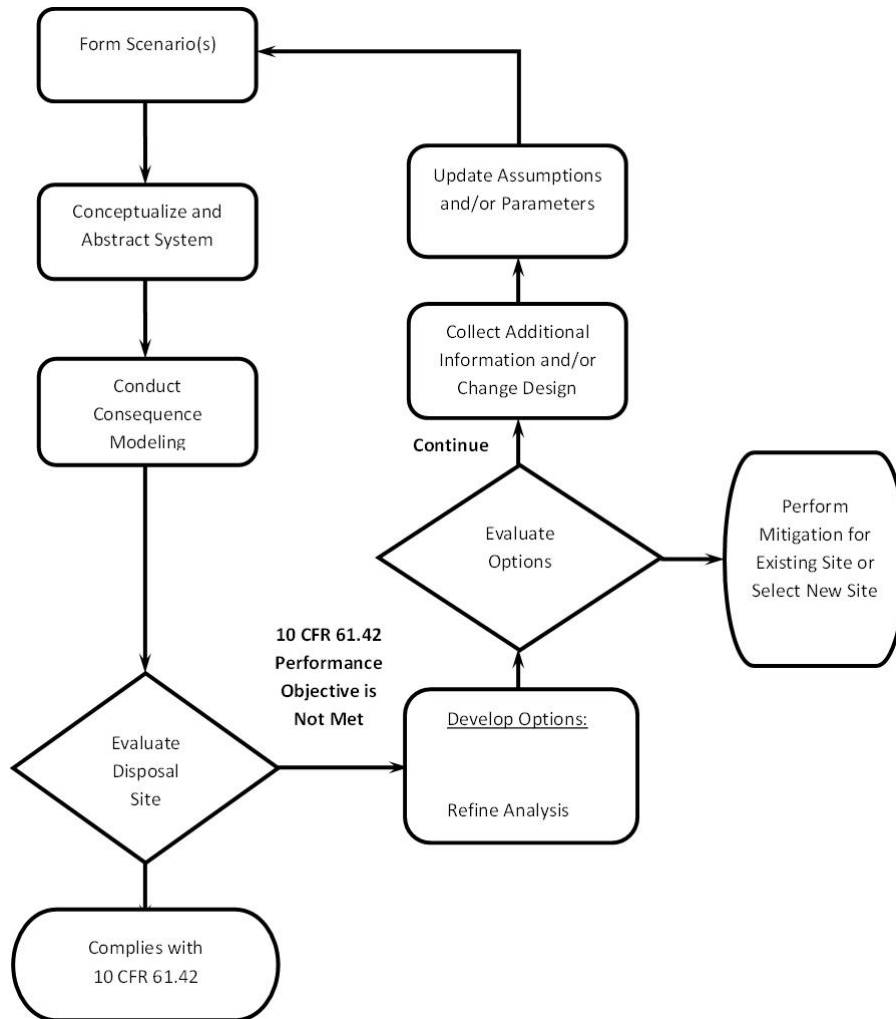 Form Scenario(s)
Conceptualize and
Abstract System
Conduct
Consequence
Modeling
Evaluate
Disposal
Site
Complies with
10 CFR 61.42
10 CFR 61.42
Performance
Objective is
Not Met
Develop Options:
Refine Analysis
Evaluate
Options
Continue
Collect Additional
Information and/or
Change Design
Update Assumptions
and/or Parameters
Perform
Mitigation for
Existing Site or
Select New Site